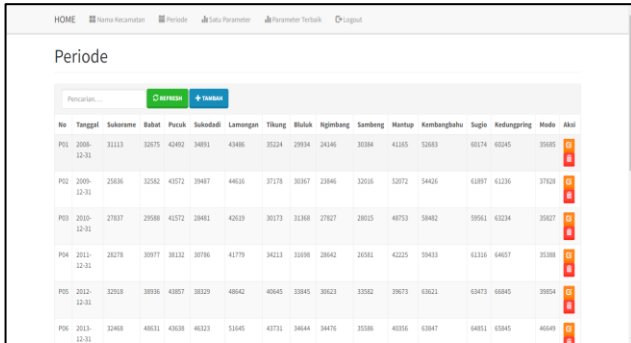 HOME Nama Kecamatan Periode Satu Parameter Parameter Terbaik Logout
Periode
Pencarian... REFRESH TAMBAH
No Tanggal Sukorame Babat Pucuk Sukodadi Lamongan Tikung Bluluk Ngimbang Sambeng Mantup Kembangbahu Sugio Kedungpring Modo Aksi
P01 2008-12-31 31113 32675 42492 34891 43486 35224 29934 24146 30384 41165 52683 60174 60245 35685
P02 2009-12-31 25836 32582 43572 39487 44616 37178 30367 23846 32016 52072 54426 61897 61236 37828
P03 2010-12-31 27837 29588 41572 28481 42619 30173 31368 27827 28015 48753 59482 59561 63234 35827
P04 2011-12-31 28278 30977 38132 30786 41779 34213 31698 28642 26581 42225 59433 61316 64657 35388
P05 2012-12-31 32918 38936 43857 38329 48642 40645 33845 30623 33582 39673 63621 63473 66845 39854
P06 2013-12-31 32468 48631 43638 46323 51645 43731 34644 34476 35586 40356 63847 64851 65845 46649